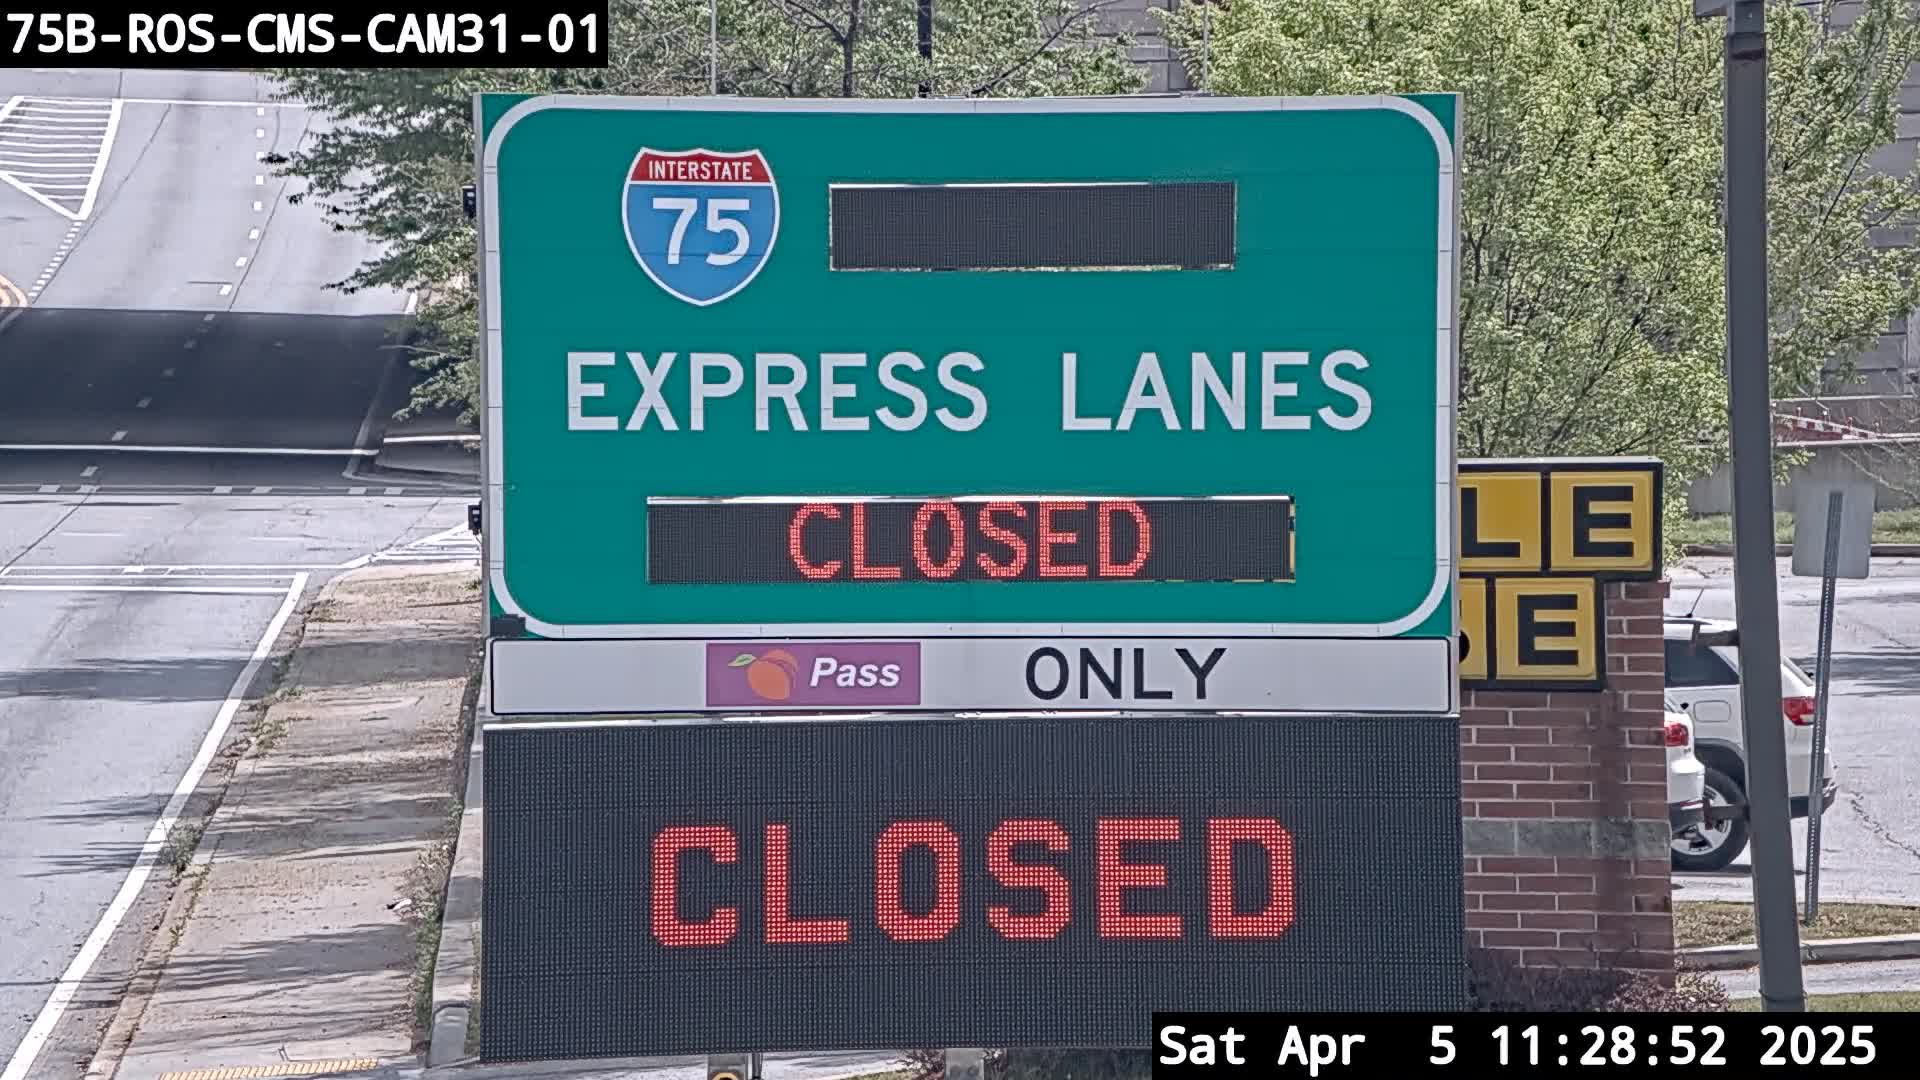 75B-ROS-CMS-CAM31-01
INTERSTATE
75
EXPRESS LANES
CLOSED
Pass ONLY
CLOSED
LE
E
Sat Apr 5 11:28:52 2025